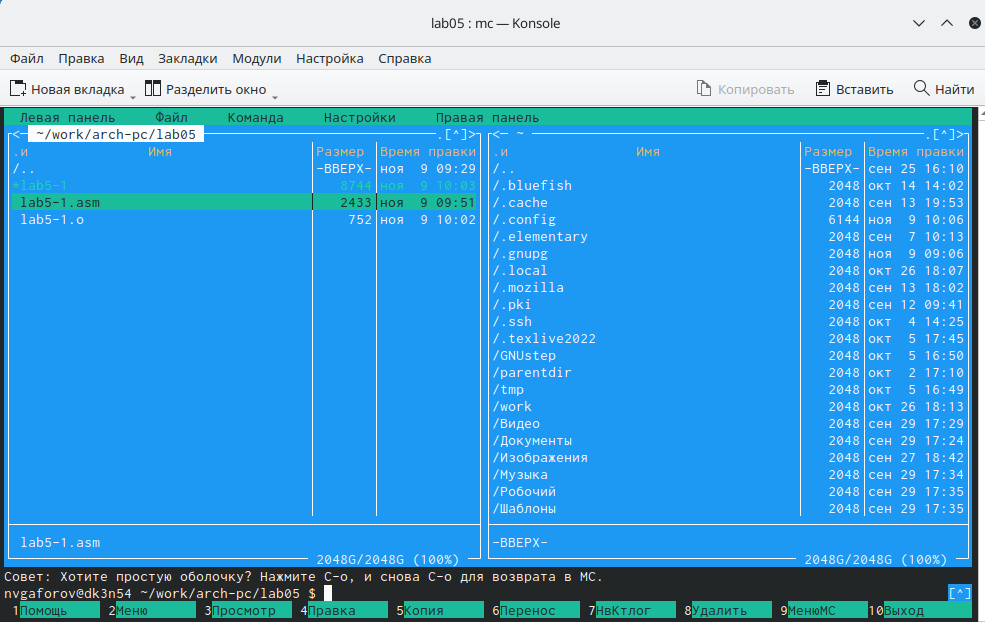 lab05 : mc — Konsole
Файл Правка Вид Закладки Модули Настройка Справка
Новая вкладка Разделить окно Копировать Вставить Найти
Левая панель Файл Команда Настройки Правая панель
<- ~/work/arch-pc/lab05 .[^]> <- ~ .[^]>
.и Имя Размер Время правки .и Имя Размер Время правки
/.. -ВВЕРХ- ноя 9 09:29 /.. -ВВЕРХ- сен 25 16:10
*lab5-1 8744 ноя 9 10:03 /.bluefish 2048 окт 14 14:02
lab5-1.asm 2433 ноя 9 09:51 /.cache 2048 сен 13 19:53
lab5-1.o 752 ноя 9 10:02 /.config 6144 ноя 9 10:06
/.elementary 2048 сен 7 10:13
/.gnupg 2048 ноя 9 09:06
/.local 2048 окт 26 18:07
/.mozilla 2048 сен 13 18:02
/.pki 2048 сен 12 09:41
/.ssh 2048 окт 4 14:25
/.texlive2022 2048 окт 5 17:45
/GNUstep 2048 окт 5 16:50
/parentdir 2048 окт 2 17:10
/tmp 2048 окт 5 16:49
/work 2048 окт 26 18:13
/Видео 2048 сен 29 17:29
/Документы 2048 сен 29 17:24
/Изображения 2048 сен 27 18:42
/Музыка 2048 сен 29 17:34
/Робочий 2048 сен 29 17:35
/Шаблоны 2048 сен 29 17:35
lab5-1.asm -ВВЕРХ-
2048G/2048G (100%) 2048G/2048G (100%)
Совет: Хотите простую оболочку? Нажмите C-o, и снова C-o для возврата в MC.
nvgaforov@dk3n54 ~/work/arch-pc/lab05 $ [^]
1Помощь 2Меню 3Просмотр 4Правка 5Копия 6Перенос 7НвКтлог 8Удалить 9МенюMC 10Выход